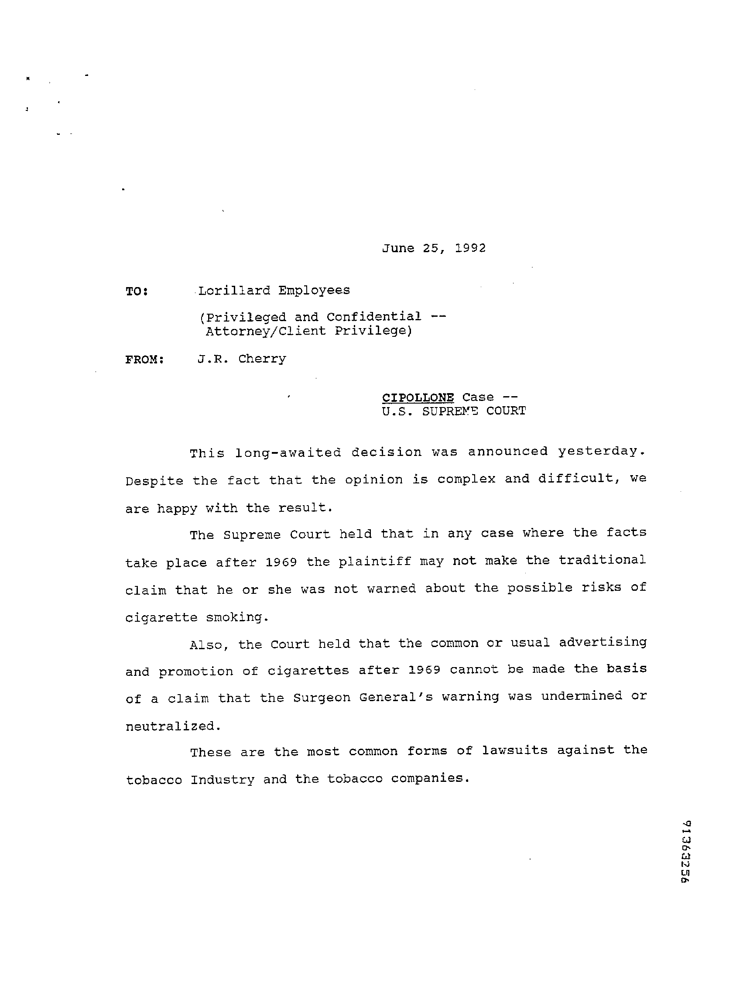 June 25, 1992
TO: Lorillard Employees
(Privileged and Confidential --
Attorney/Client Privilege)
FROM: J.R. Cherry
CIPOLLONE Case --
U.S. SUPREME COURT
This long-awaited decision was announced yesterday.
Despite the fact that the opinion is complex and difficult, we
are happy with the result.
The Supreme Court held that in any case where the facts
take place after 1969 the plaintiff may not make the traditional
claim that he or she was not warned about the possible risks of
cigarette smoking.
Also, the Court held that the common or usual advertising
and promotion of cigarettes after 1969 cannot be made the basis
of a claim that the Surgeon General's warning was undermined or
neutralized.
These are the most common forms of lawsuits against the
tobacco Industry and the tobacco companies.
91363256